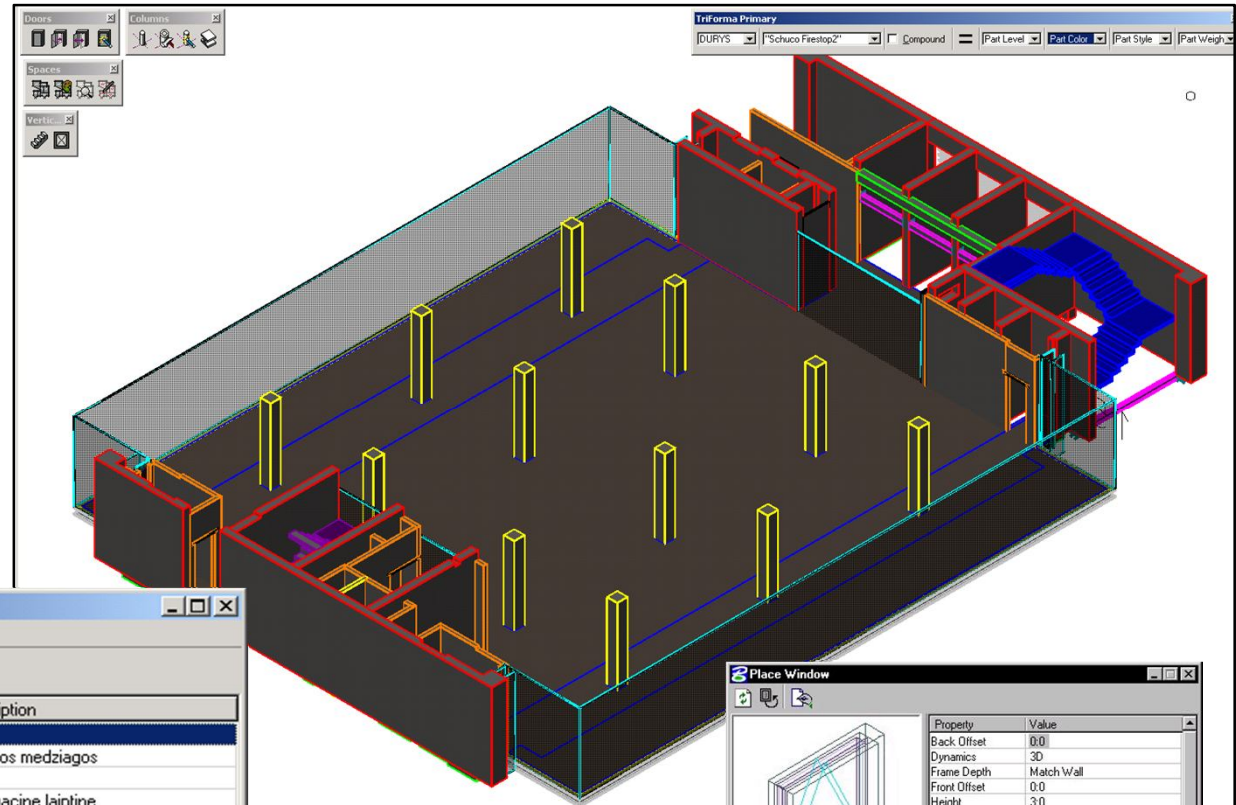 Doors
Columns
TriForma Primary
DURYS "Schuco Firestop2" Compound Part Level Part Color Part Style Part Weigh
Spaces
Vertic...
ption
os medziagos
Place Window
Property Value
Back Offset 0:0
Dynamics 3D
Frame Depth Match Wall
Front Offset 0:0
Height 3:0